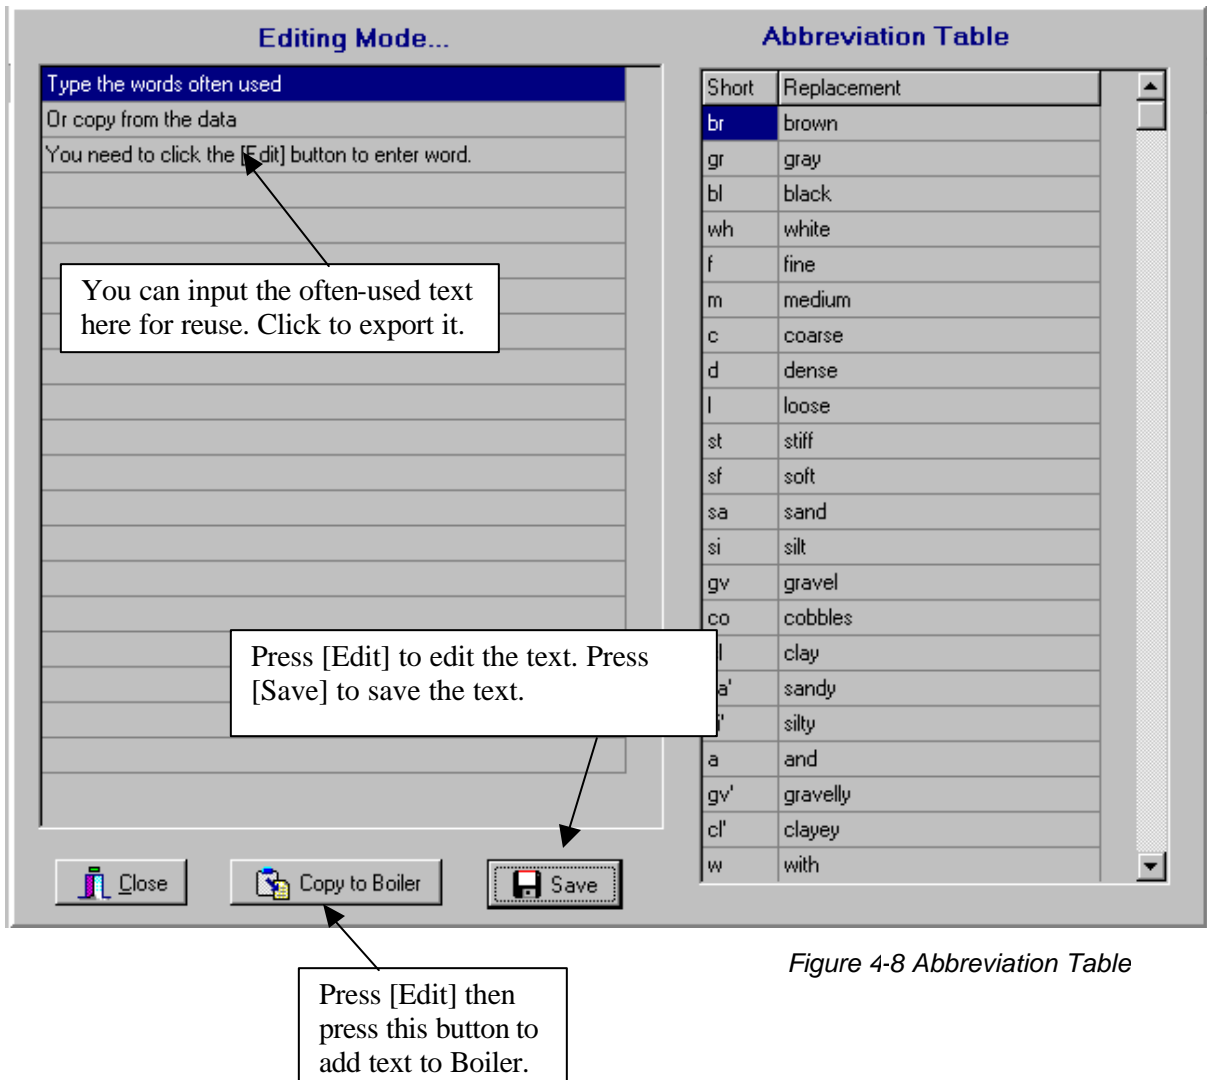 Editing Mode...
Type the words often used
Or copy from the data
You need to click the [Edit] button to enter word.
You can input the often-used text
here for reuse. Click to export it.
Press [Edit] to edit the text. Press
[Save] to save the text.
Close
Copy to Boiler
Save
Press [Edit] then
press this button to
add text to Boiler.
Abbreviation Table
Short Replacement
br brown
gr gray
bl black
wh white
f fine
m medium
c coarse
d dense
l loose
st stiff
sf soft
sa sand
si silt
gv gravel
co cobbles
clay
sandy
silty
a and
gv' gravelly
cl' clayey
w with
Figure 4-8 Abbreviation Table